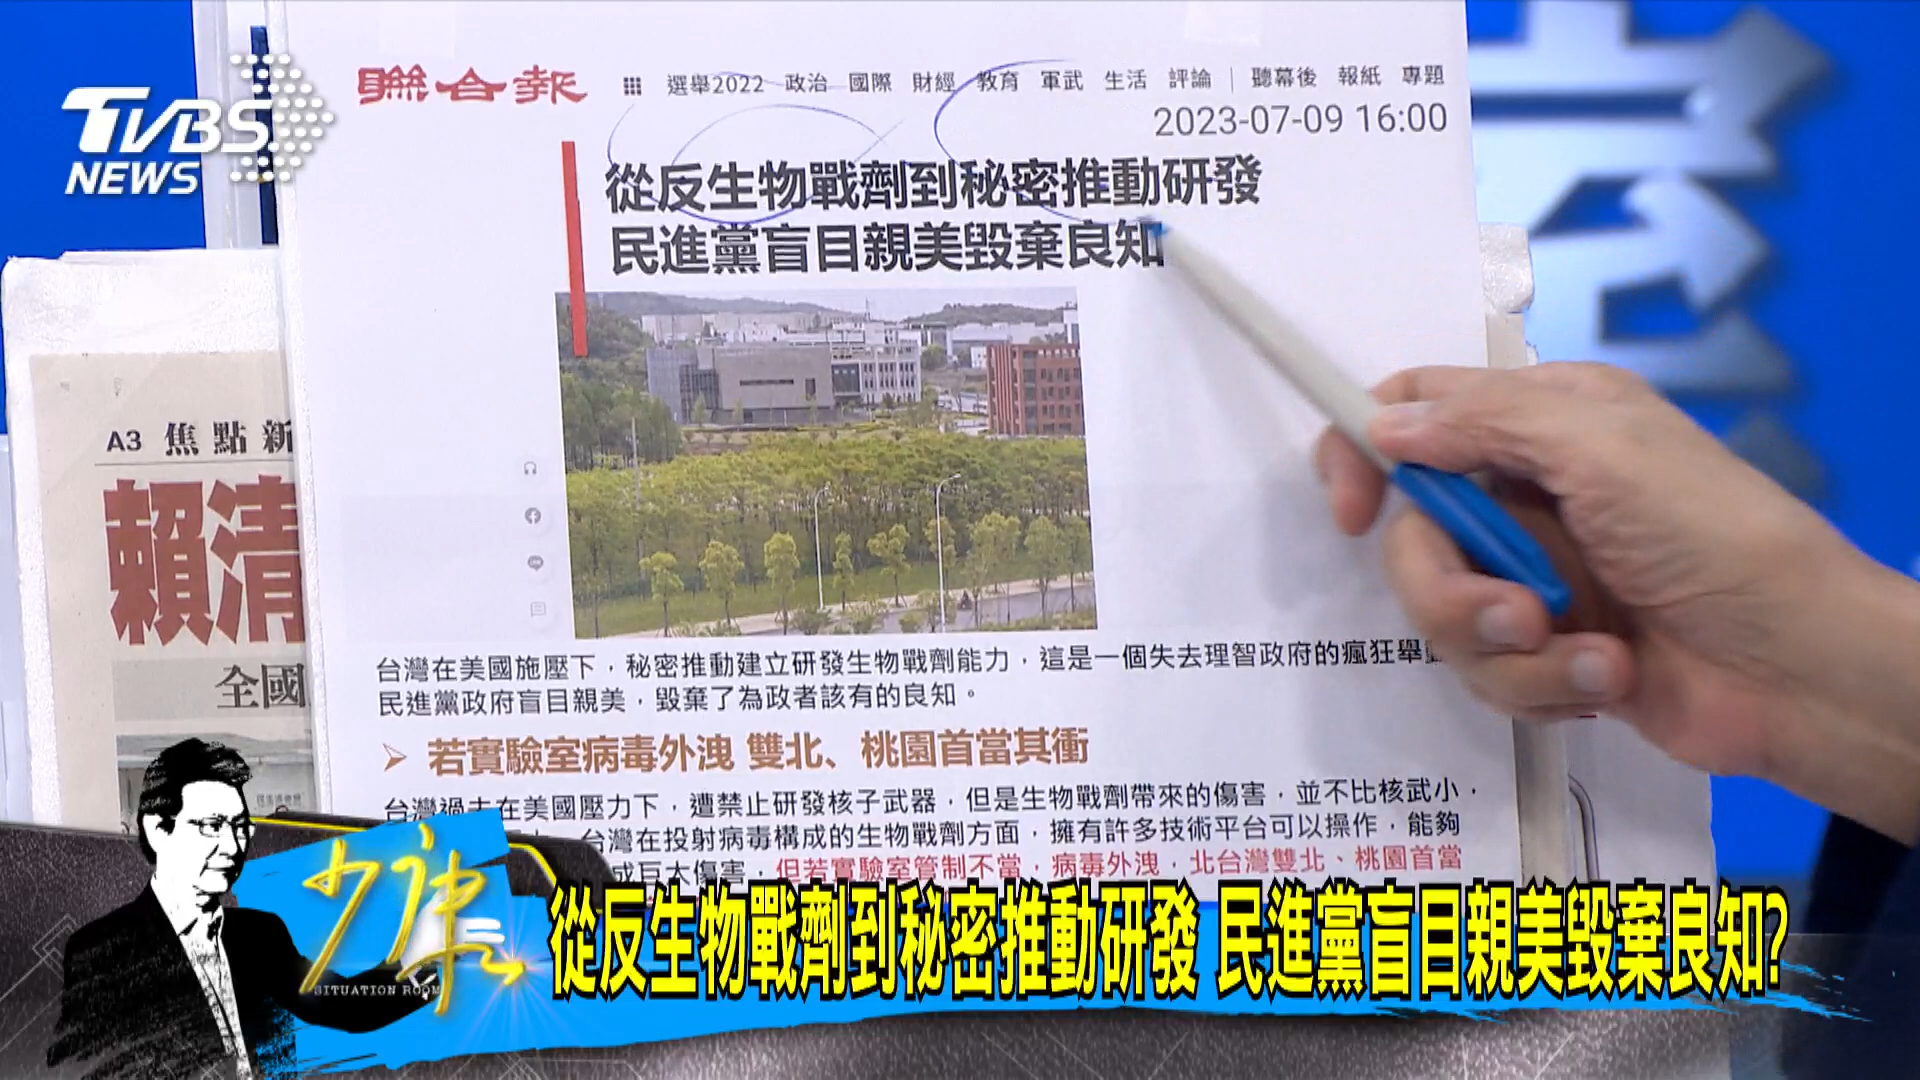 TVBS
NEWS
聯合報
選舉2022 政治 國際 財經 教育 軍武 生活 評論 | 聽幕後 報紙 專題
2023-07-09 16:00
從反生物戰劑到秘密推動研發
民進黨盲目親美毀棄良知
A3 焦點新
賴清
全國
台灣在美國施壓下，秘密推動建立研發生物戰劑能力，這是一個失去理智政府的瘋狂舉
民進黨政府盲目親美，毀棄了為政者該有的良知。
若實驗室病毒外洩 雙北、桃園首當其衝
台灣過去在美國壓力下，遭禁止研發核子武器，但是生物戰劑帶來的傷害，並不比核武小，
台灣在投射病毒構成的生物戰劑方面，擁有許多技術平台可以操作，能夠
成巨大傷害，但若實驗室管制不當，病毒外洩，北台灣雙北、桃園首當
少康
SITUATION ROOM
從反生物戰劑到秘密推動研發 民進黨盲目親美毀棄良知?